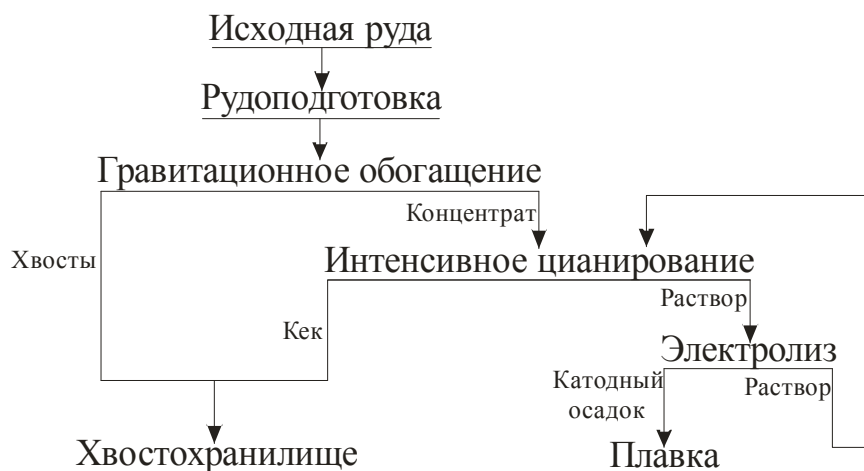 Исходная руда
Рудоподготовка
Гравитационное обогащение
Концентрат
Хвосты
Интенсивное цианирование
Раствор
Кек
Электролиз
Катодный
осадок
Раствор
Хвостохранилище
Плавка